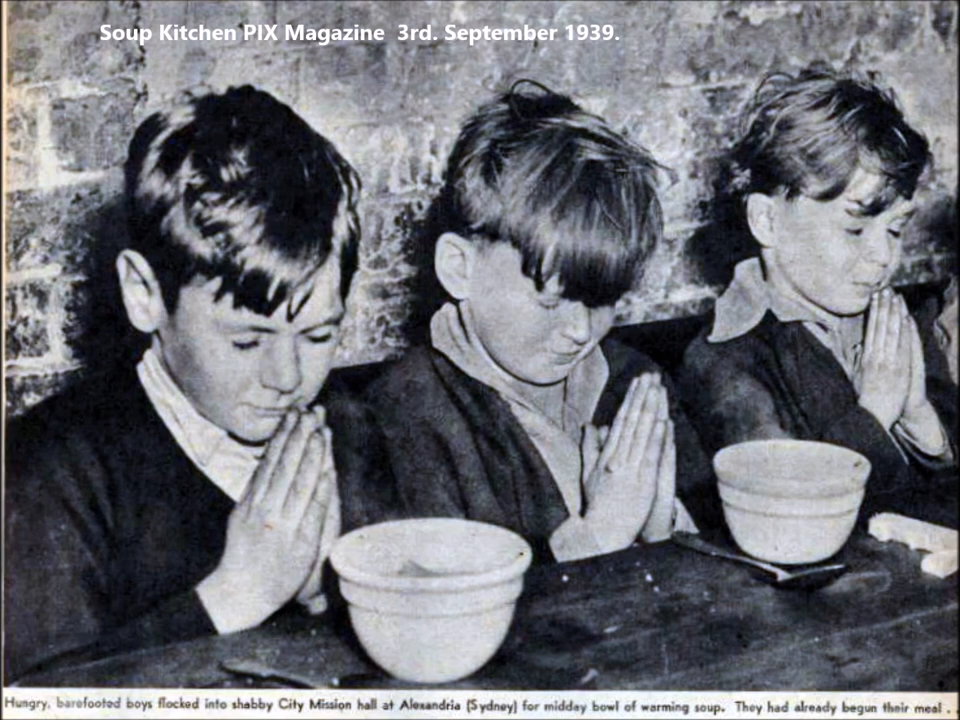 Soup Kitchen PIX Magazine 3rd. September 1939.
Hungry, barefooted boys flocked into shabby City Mission hall at Alexandria (Sydney) for midday bowl of warming soup. They had already begun their meal . .